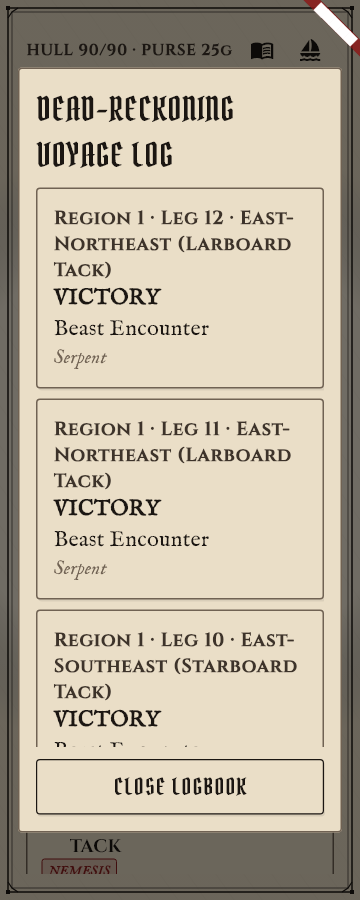 HULL 90/90 · PURSE 25G
DEAD-RECKONING
VOYAGE LOG
REGION 1 · LEG 12 · EAST-
NORTHEAST (LARBOARD
TACK)
VICTORY
Beast Encounter
Serpent
REGION 1 · LEG 11 · EAST-
NORTHEAST (LARBOARD
TACK)
VICTORY
Beast Encounter
Serpent
REGION 1 · LEG 10 · EAST-
SOUTHEAST (STARBOARD
TACK)
VICTORY
CLOSE LOGBOOK
TACK
NEMESIS